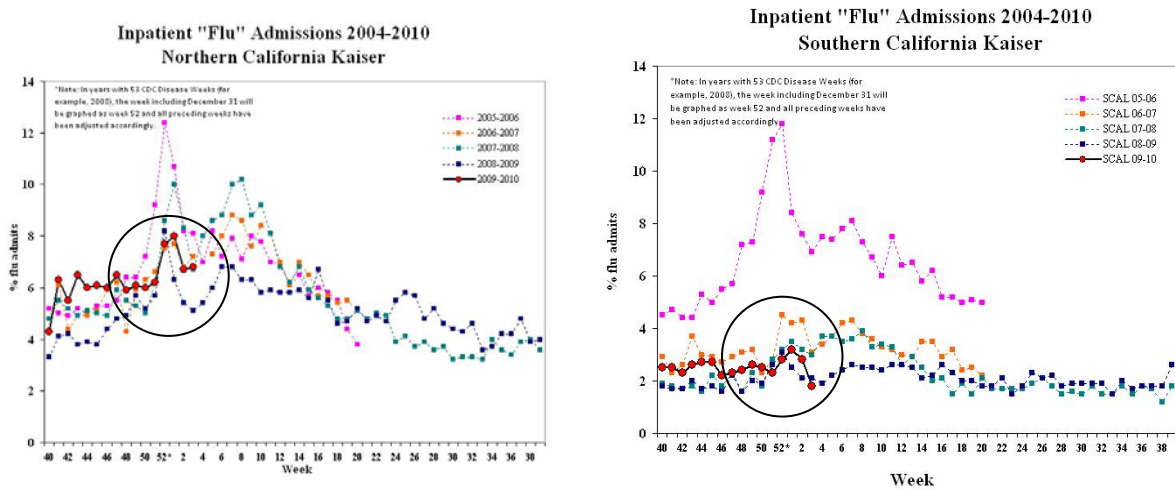 Inpatient "Flu" Admissions 2004-2010
Northern California Kaiser
14
12
10
8
6
4
2
0
% flu admits
*Note: In years with 53 CDC Disease Weeks (for
example, 2008), the week including December 31 will
be graphed as week 52 and all preceding weeks have
been adjusted accordingly.
2005-2006
2006-2007
2007-2008
2008-2009
2009-2010
40 42 44 46 48 50 52* 2 4 6 8 10 12 14 16 18 20 22 24 26 28 30 32 34 36 38
Week
Inpatient "Flu" Admissions 2004-2010
Southern California Kaiser
14
12
10
8
6
4
2
0
% flu admits
*Note: In years with 53 CDC Disease Weeks (for
example, 2008), the week including December 31 will
be graphed as week 52 and all preceding weeks have
been adjusted accordingly.
SCAL 05-06
SCAL 06-07
SCAL 07-08
SCAL 08-09
SCAL 09-10
40 42 44 46 48 50 52* 2 4 6 8 10 12 14 16 18 20 22 24 26 28 30 32 34 36 38
Week